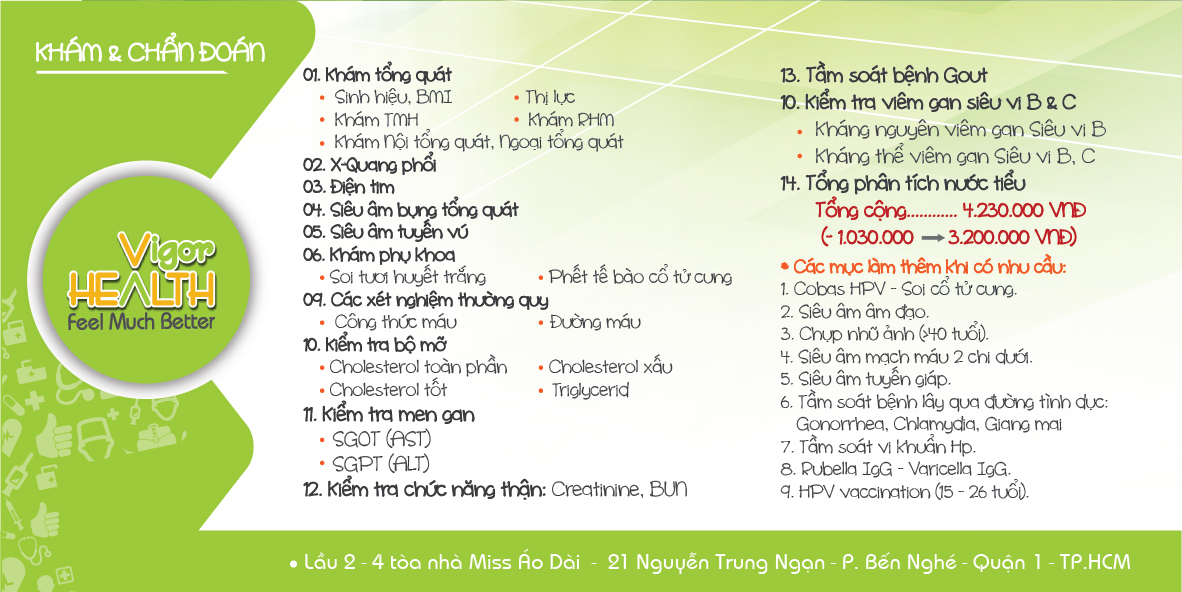 KHÁM & CHẨN ĐOÁN
Vigor
HEALTH
Feel Much Better
01. Khám tổng quát
• Sinh hiệu, BMI • Thị lực
• Khám TMH • Khám RHM
• Khám Nội tổng quát, Ngoại tổng quát
02. X-Quang phổi
03. Điện tim
04. Siêu âm bụng tổng quát
05. Siêu âm tuyến vú
06. Khám phụ khoa
• Soi tươi huyết trắng • Phết tế bào cổ tử cung
09. Các xét nghiệm thường quy
• Công thức máu • Đường máu
10. Kiểm tra bộ mỡ
• Cholesterol toàn phần • Cholesterol xấu
• Cholesterol tốt • Triglycerid
11. Kiểm tra men gan
• SGOT (AST)
• SGPT (ALT)
12. Kiểm tra chức năng thận: Creatinine, BUN
13. Tầm soát bệnh Gout
10. Kiểm tra viêm gan siêu vi B & C
• Kháng nguyên viêm gan Siêu vi B
• Kháng thể viêm gan Siêu vi B, C
14. Tổng phân tích nước tiểu
Tổng cộng............ 4.230.000 VNĐ
(- 1.030.000 → 3.200.000 VNĐ)
* Các mục làm thêm khi có nhu cầu:
1. Cobas HPV - Soi cổ tử cung.
2. Siêu âm âm đạo.
3. Chụp nhũ ảnh (>40 tuổi).
4. Siêu âm mạch máu 2 chi dưới.
5. Siêu âm tuyến giáp.
6. Tầm soát bệnh lây qua đường tình dục:
Gonorrhea, Chlamydia, Giang mai
7. Tầm soát vi khuẩn Hp.
8. Rubella IgG - Varicella IgG.
9. HPV vaccination (15 - 26 tuổi).
• Lầu 2 - 4 tòa nhà Miss Áo Dài - 21 Nguyễn Trung Ngạn - P. Bến Nghé - Quận 1 - TP.HCM